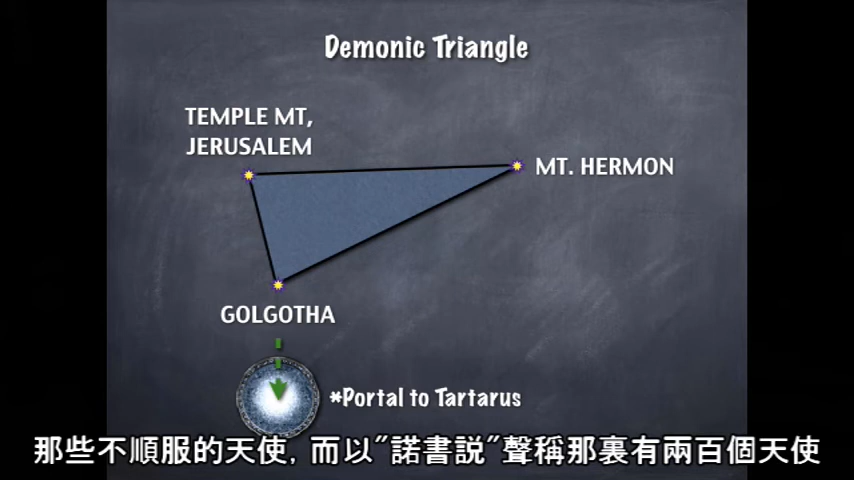 Demonic Triangle
TEMPLE MT,
JERUSALEM
MT. HERMON
GOLGOTHA
*Portal to Tartarus
那些不順服的天使, 而以"諾書説"聲稱那裏有兩百個天使